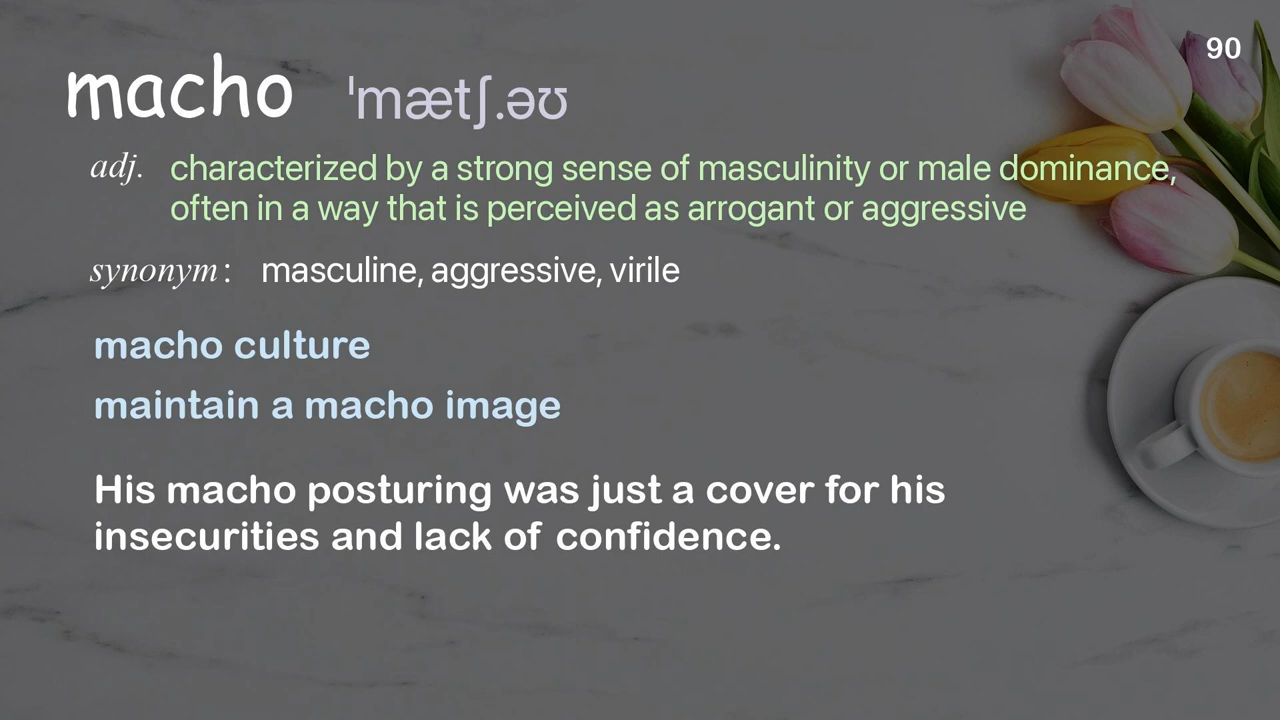 90
macho ˈmætʃ.əʊ
adj. characterized by a strong sense of masculinity or male dominance,
often in a way that is perceived as arrogant or aggressive
synonym: masculine, aggressive, virile
macho culture
maintain a macho image
His macho posturing was just a cover for his
insecurities and lack of confidence.